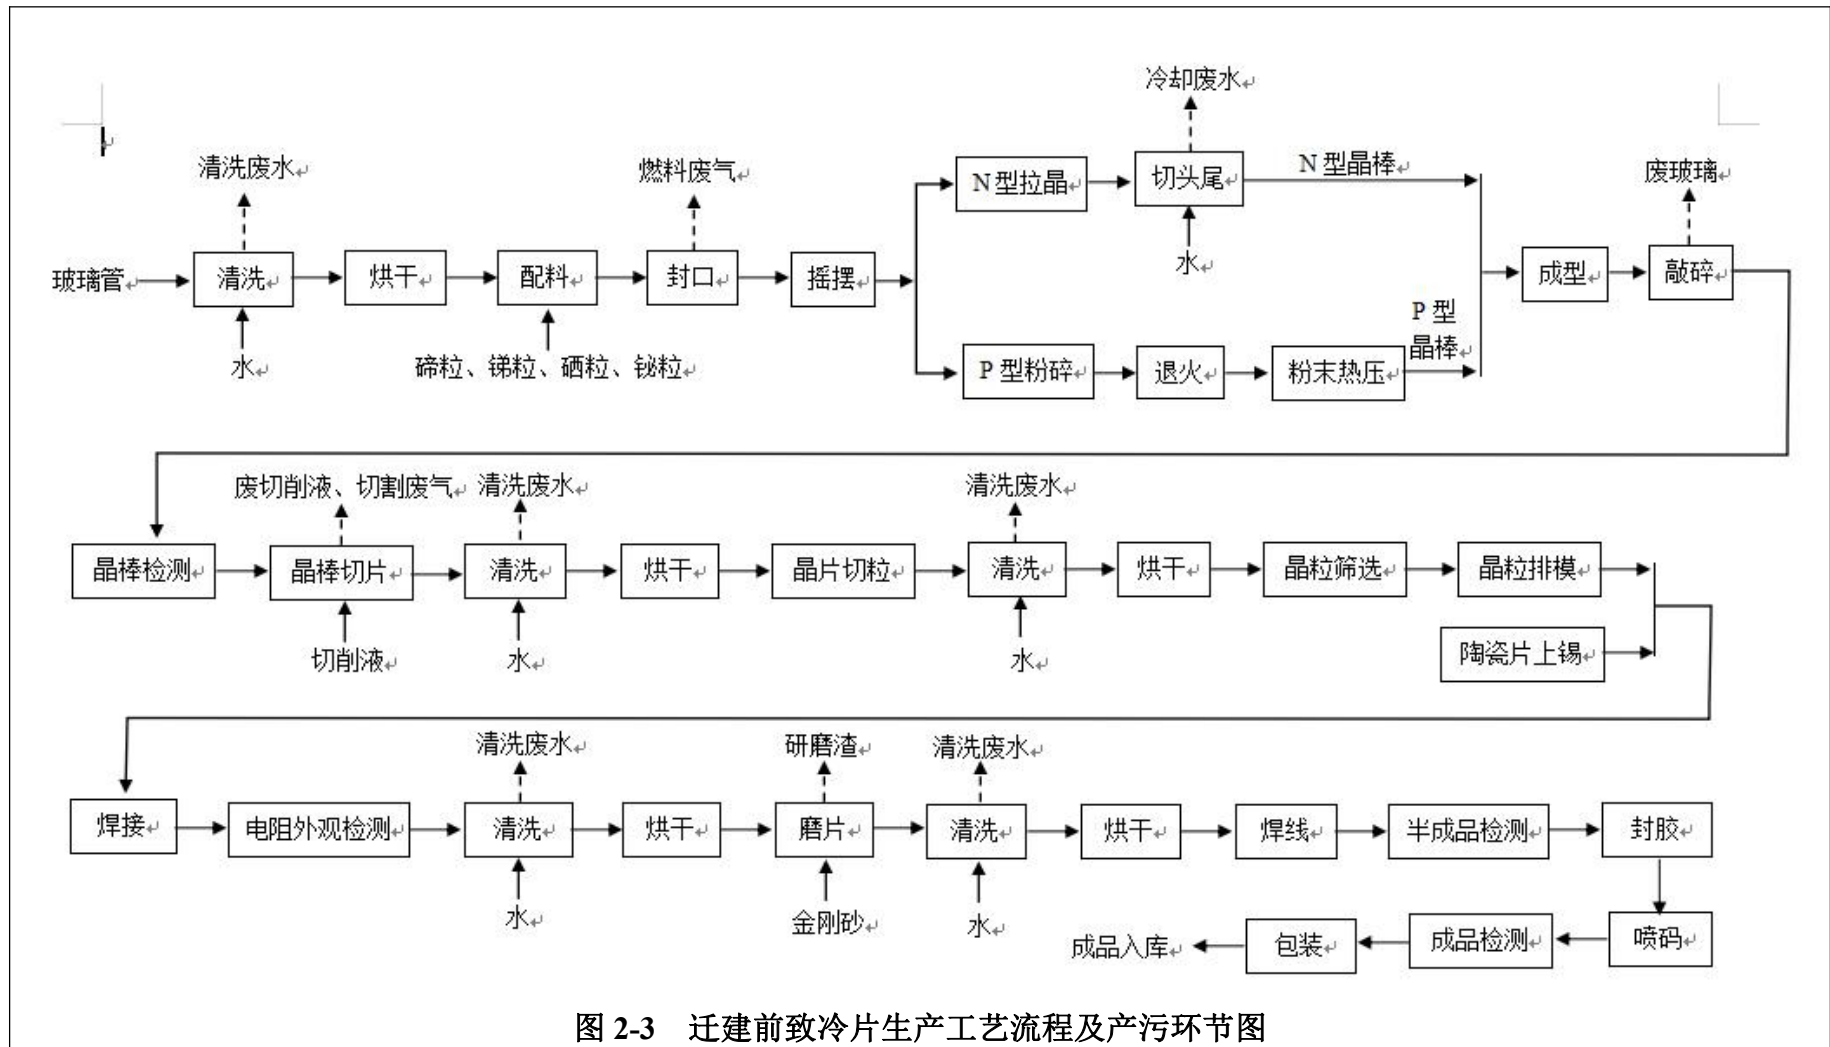 冷却废水
清洗废水
燃料废气
N型拉晶
切头尾
N 型晶棒
废玻璃
玻璃管
清洗
烘干
配料
封口
摇摆
水
成型
敲碎
水
碲粒、锑粒、硒粒、铋粒
P 型粉碎
退火
粉末热压
P 型
晶棒
废切削液、切割废气
清洗废水
清洗废水
晶棒检测
晶棒切片
清洗
烘干
晶片切粒
清洗
烘干
晶粒筛选
晶粒排模
切削液
水
水
陶瓷片上锡
清洗废水
研磨渣
清洗废水
焊接
电阻外观检测
清洗
烘干
磨片
清洗
烘干
焊线
半成品检测
封胶
水
金刚砂
水
成品入库
包装
成品检测
喷码
图 2-3 迁建前致冷片生产工艺流程及产污环节图